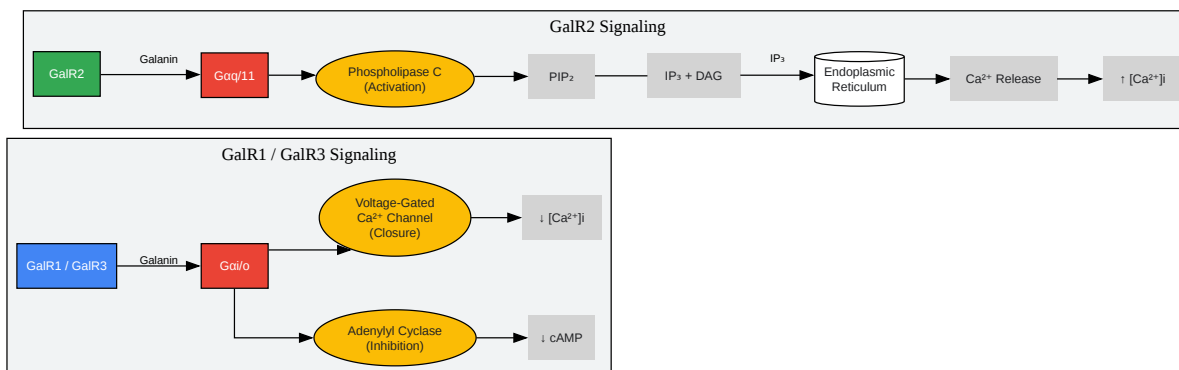 GalR2 Signaling
GalR2
Galanin
Gαq/11
Phospholipase C
(Activation)
PIP₂
IP₃ + DAG
IP₃
Endoplasmic
Reticulum
Ca²⁺ Release
↑ [Ca²⁺]i
GalR1 / GalR3 Signaling
GalR1 / GalR3
Galanin
Gαi/o
Voltage-Gated
Ca²⁺ Channel
(Closure)
↓ [Ca²⁺]i
Adenylyl Cyclase
(Inhibition)
↓ cAMP